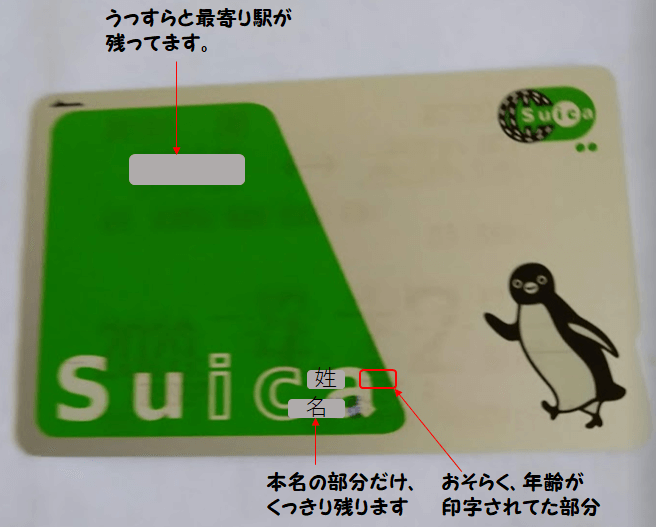 うっすらと最寄り駅が
残ってます。
Suica
Suica
姓
名
本名の部分だけ、
くっきり残ります
おそらく、年齢が
印字されてた部分